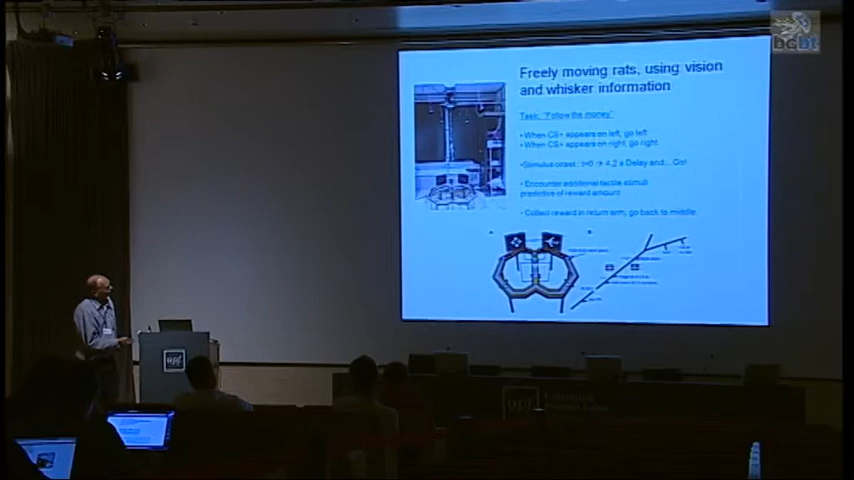 bcbt
Freely moving rats, using vision
and whisker information
Task: "Follow the money"
• When CS+ appears on left, go left
• When CS+ appears on right, go right
• Stimulus onset: t=0 → 4.2 s Delay and... Go!
• Encounter additional tactile stimuli
predictive of reward amount
• Collect reward in return arm, go back to middle
upf.
upf.